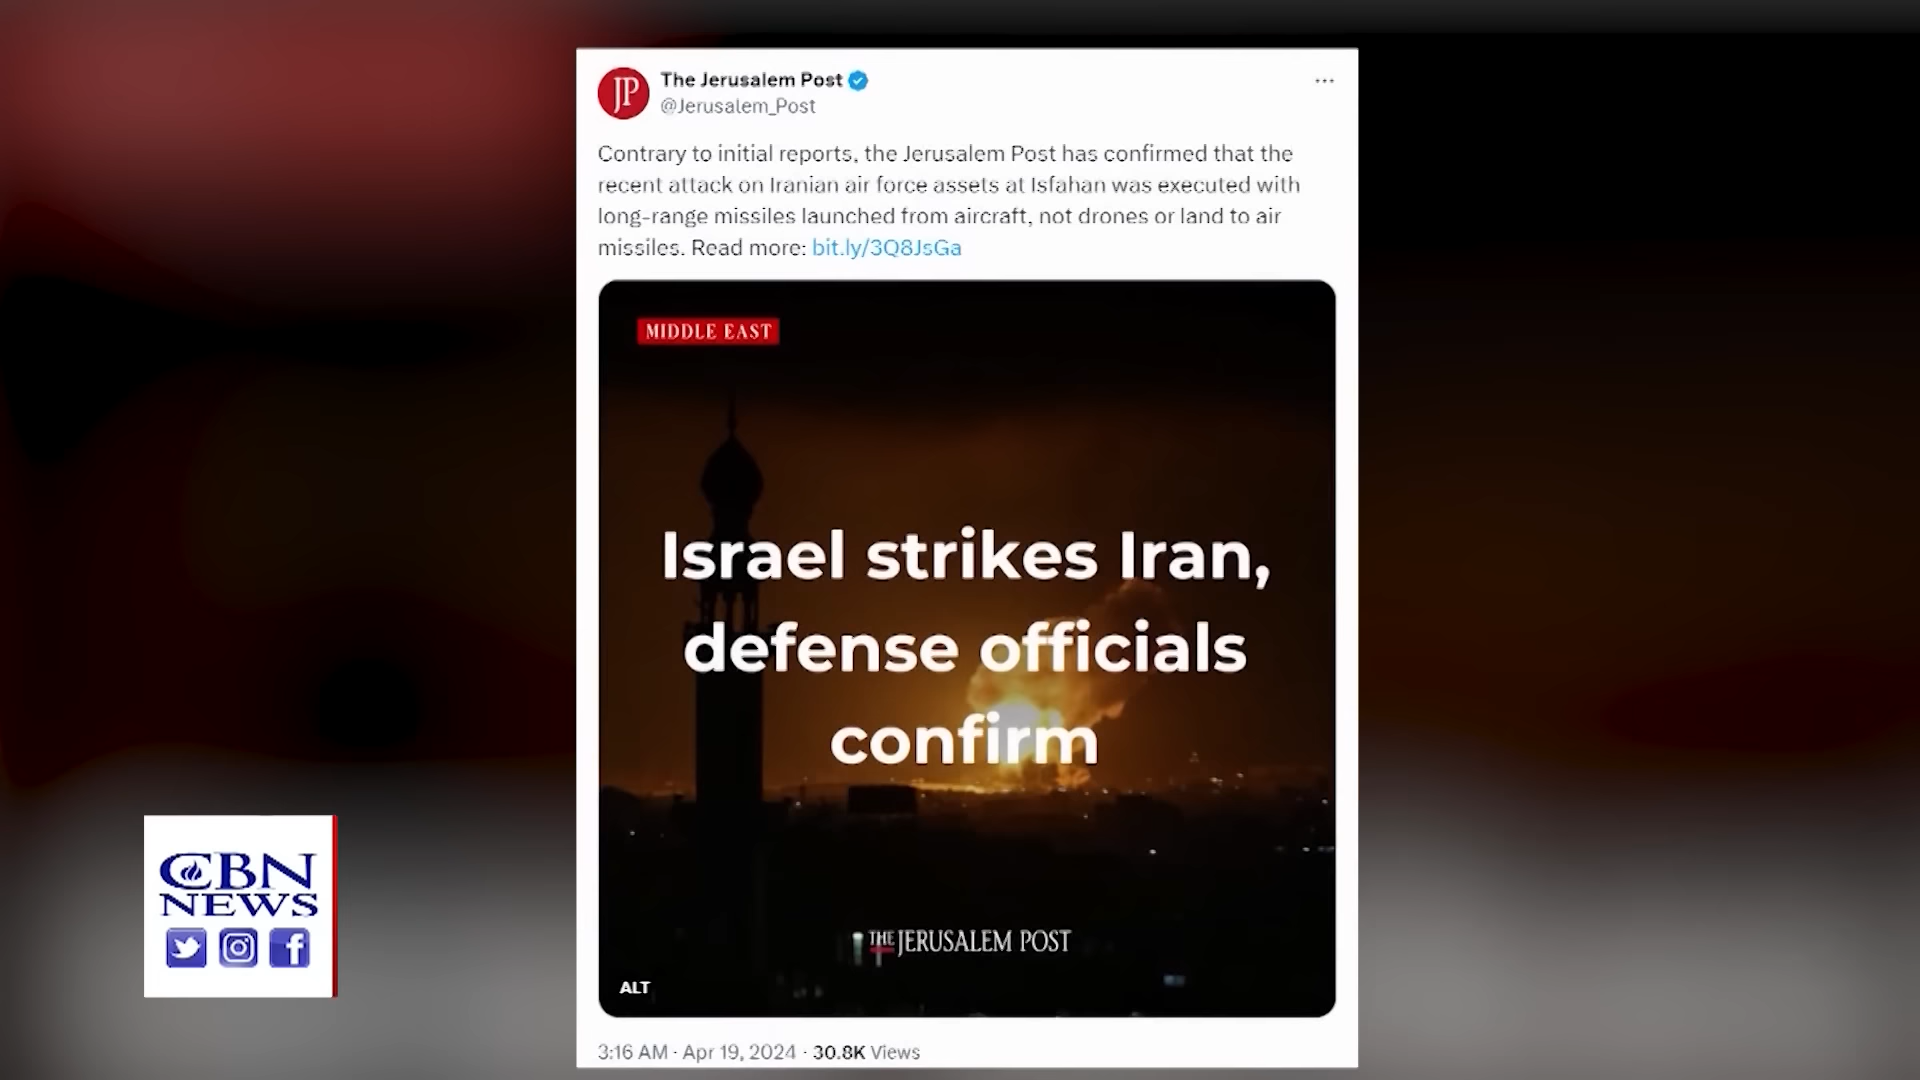 JP The Jerusalem Post
@Jerusalem_Post
Contrary to initial reports, the Jerusalem Post has confirmed that the
recent attack on Iranian air force assets at Isfahan was executed with
long-range missiles launched from aircraft, not drones or land to air
missiles. Read more: bit.ly/3Q8JsGa
MIDDLE EAST
Israel strikes Iran,
defense officials
confirm
THE JERUSALEM POST
ALT
3:16 AM · Apr 19, 2024 · 30.8K Views
CBN
NEWS